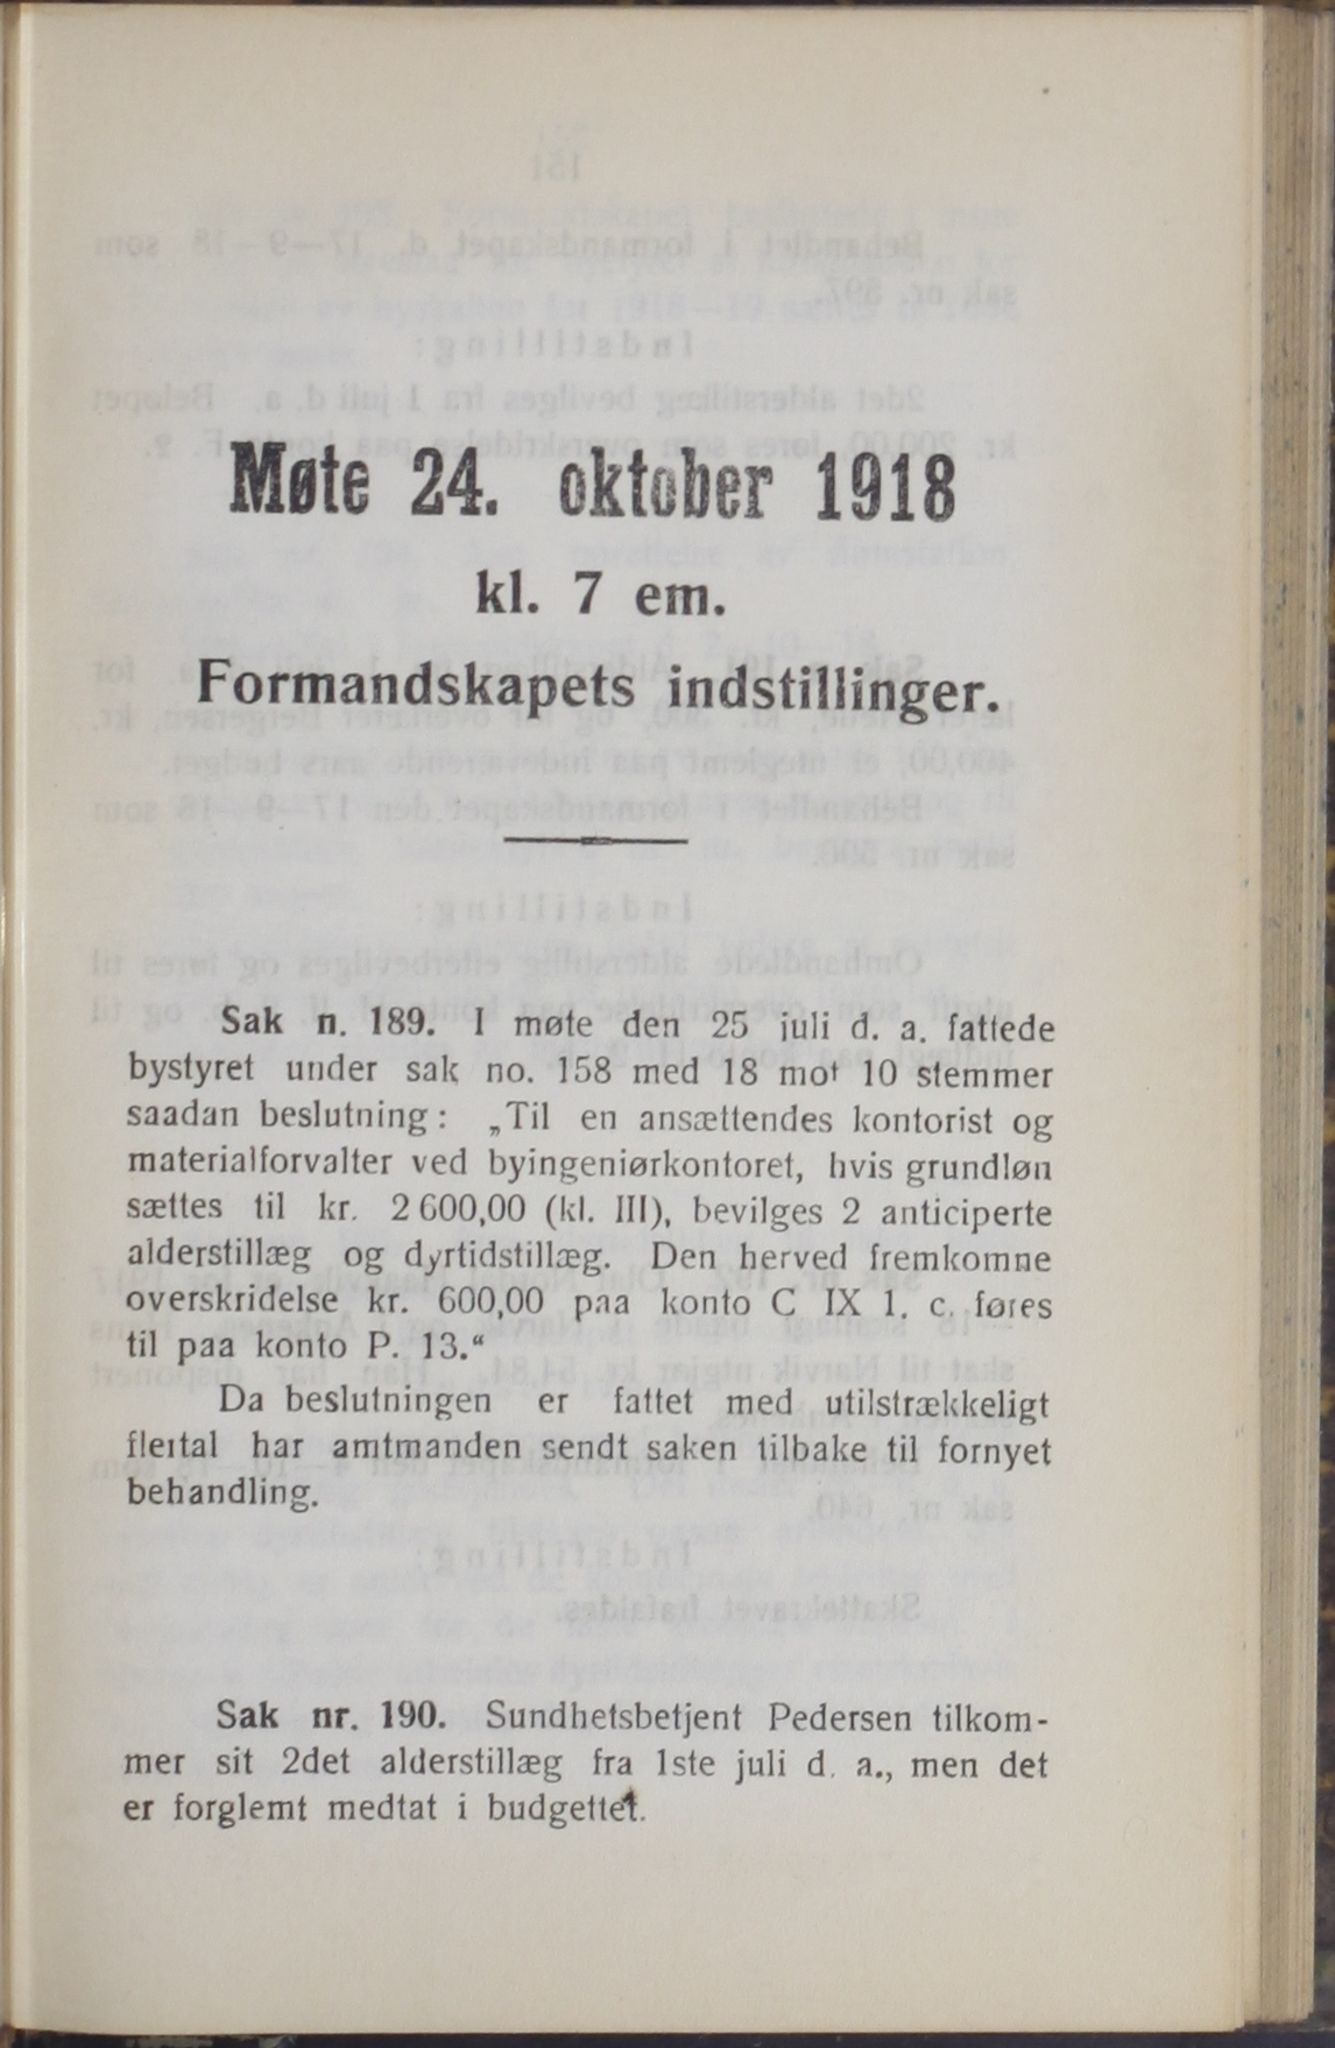 Møte 24. oktober 1918
kl. 7 em.
Formandskapets indstillinger.
Sak n. 189. I møte den 25 juli d. a. fattede
bystyret under sak no. 158 med 18 mot 10 stemmer
saadan beslutning: „Til en ansættendes kontorist og
materialforvalter ved byingeniørkontoret, hvis grundløn
sættes til kr. 2 600,00 (kl. III), bevilges 2 anticiperte
alderstillæg og dyrtidstillæg. Den herved fremkomne
overskridelse kr. 600,00 paa konto C IX 1. c. føres
til paa konto P. 13.“
Da beslutningen er fattet med utilstrækkeligt
flertal har amtmanden sendt saken tilbake til fornyet
behandling.
Sak nr. 190. Sundhetsbetjent Pedersen tilkom-
mer sit 2det alderstillæg fra 1ste juli d. a., men det
er forglemt medtat i budgettet.